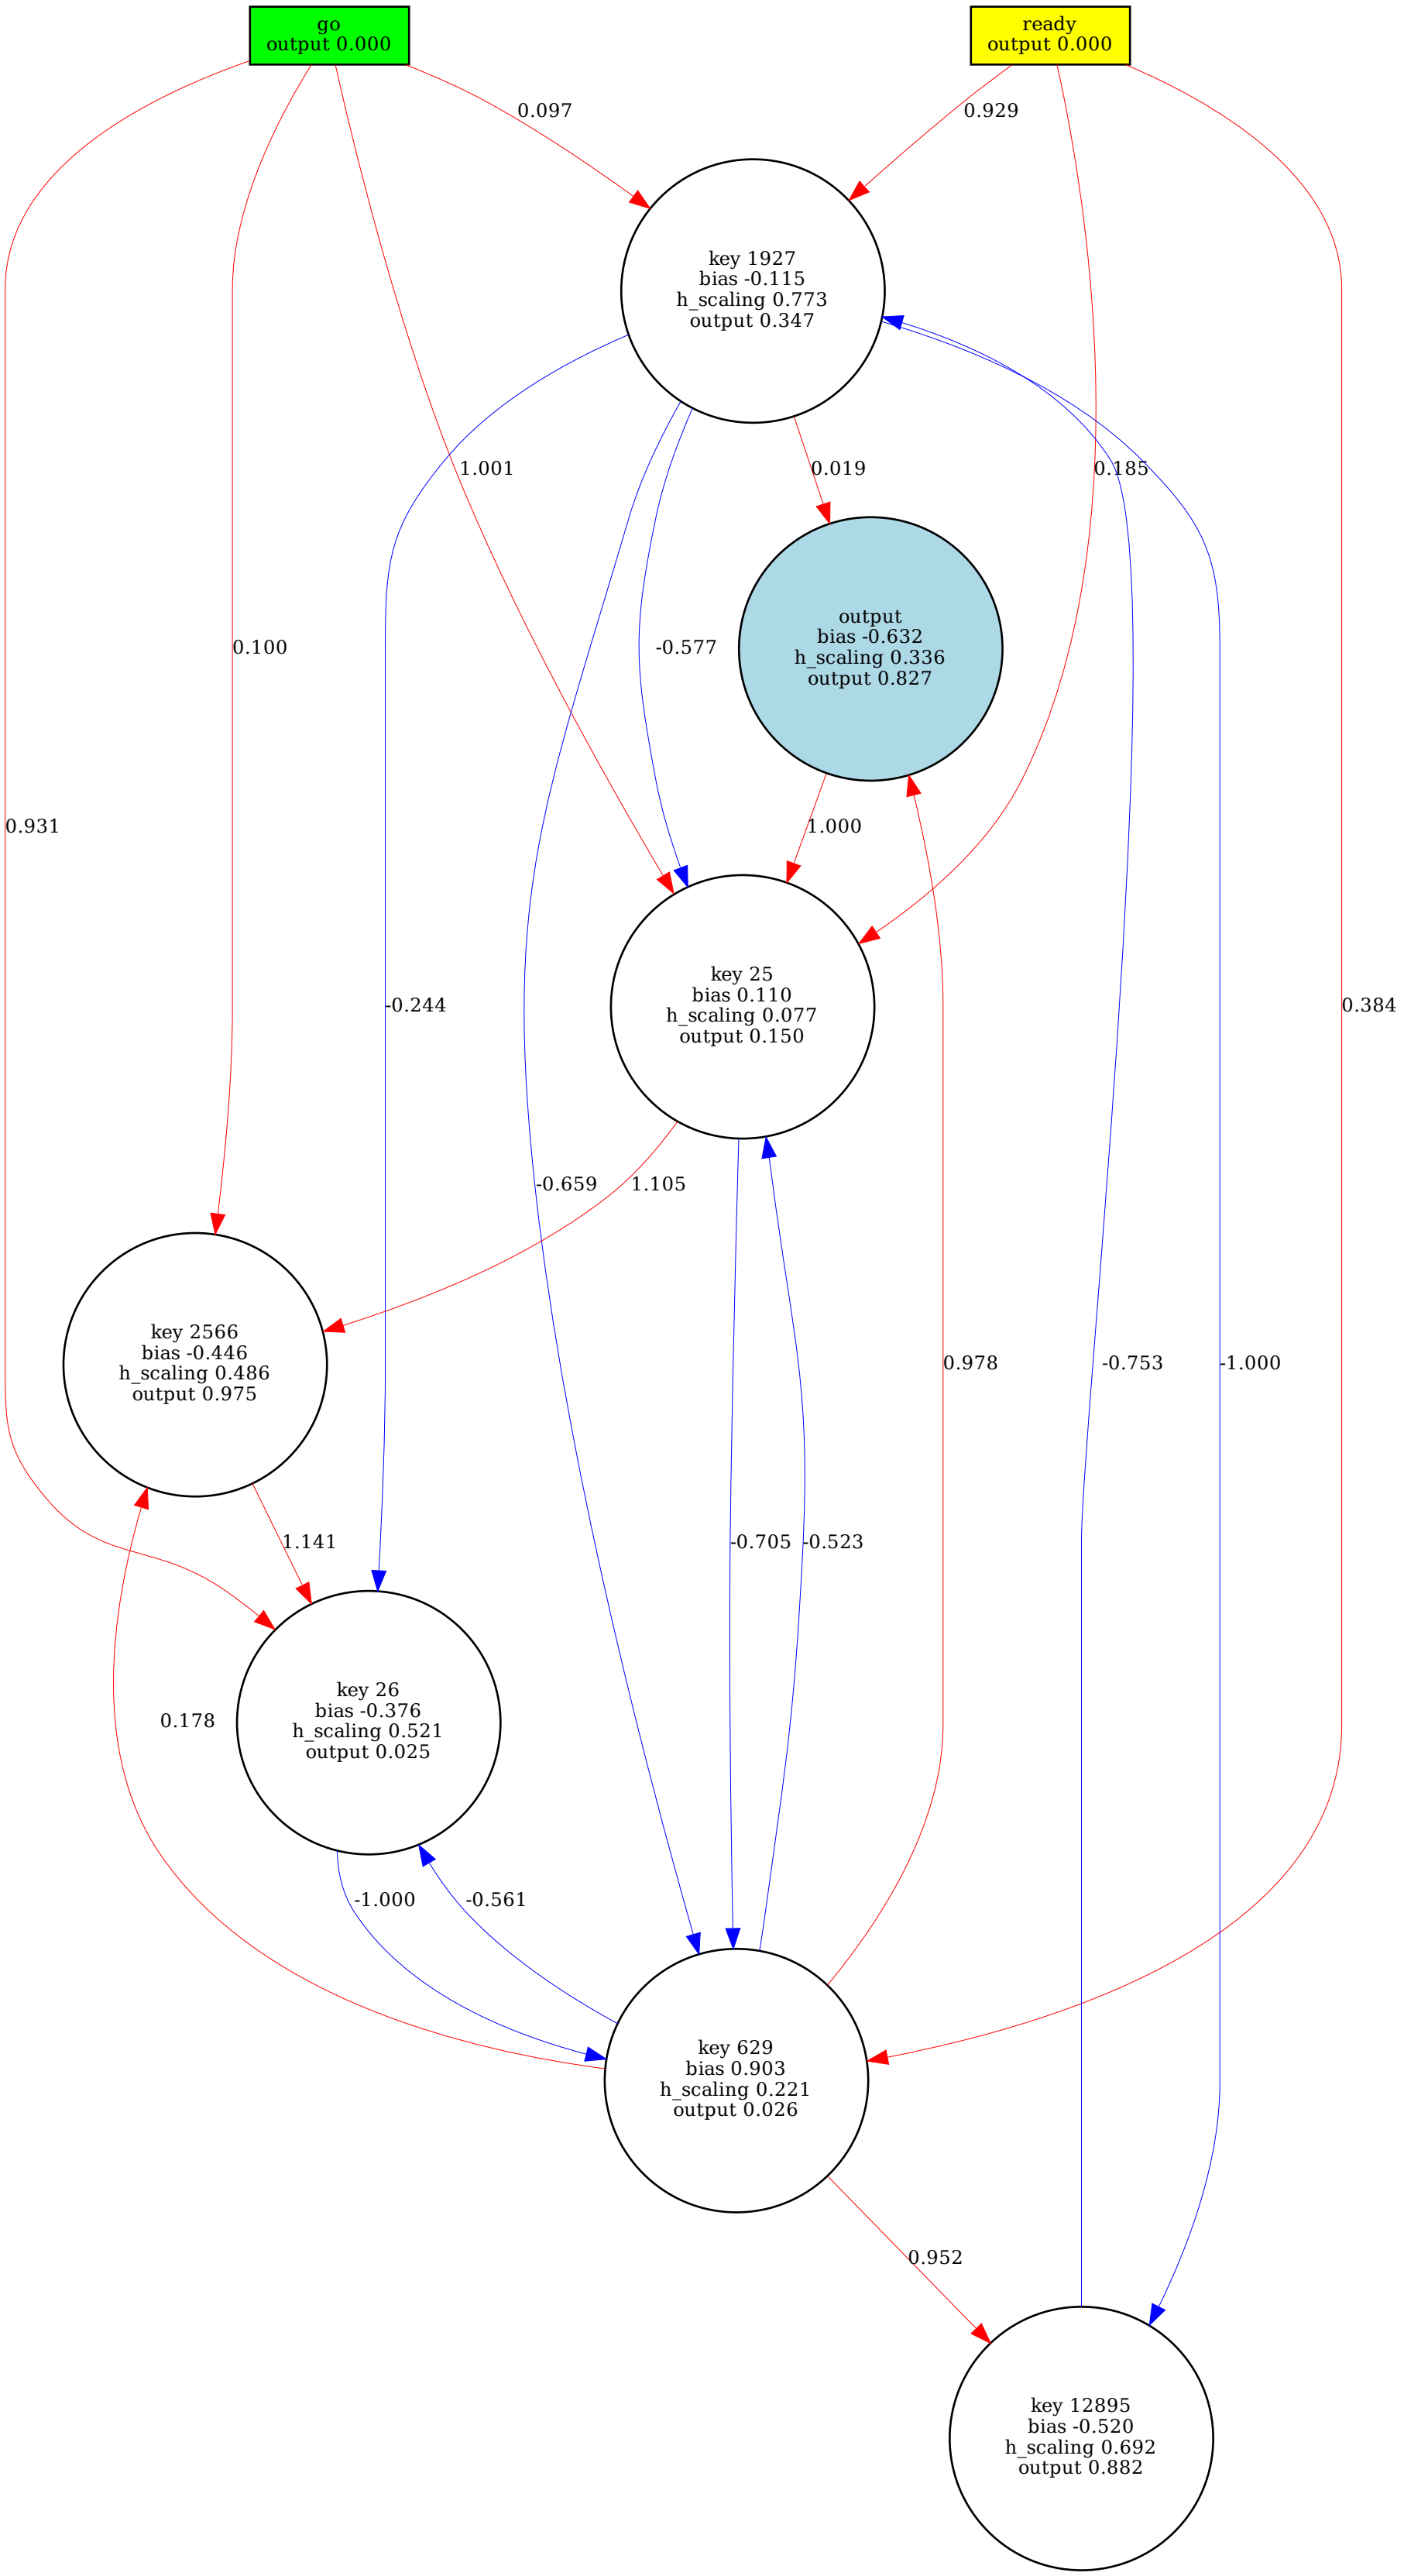 go
output 0.000
ready
output 0.000
0.097
0.929
key 1927
bias -0.115
h_scaling 0.773
output 0.347
1.001
0.019
0.185
output
bias -0.632
h_scaling 0.336
output 0.827
0.100
-0.577
0.931
1.000
key 25
bias 0.110
h_scaling 0.077
output 0.150
-0.244
0.384
-0.659
1.105
key 2566
bias -0.446
h_scaling 0.486
output 0.975
0.978
-0.753
-1.000
1.141
-0.705
-0.523
key 26
bias -0.376
h_scaling 0.521
output 0.025
0.178
-1.000
-0.561
key 629
bias 0.903
h_scaling 0.221
output 0.026
0.952
key 12895
bias -0.520
h_scaling 0.692
output 0.882